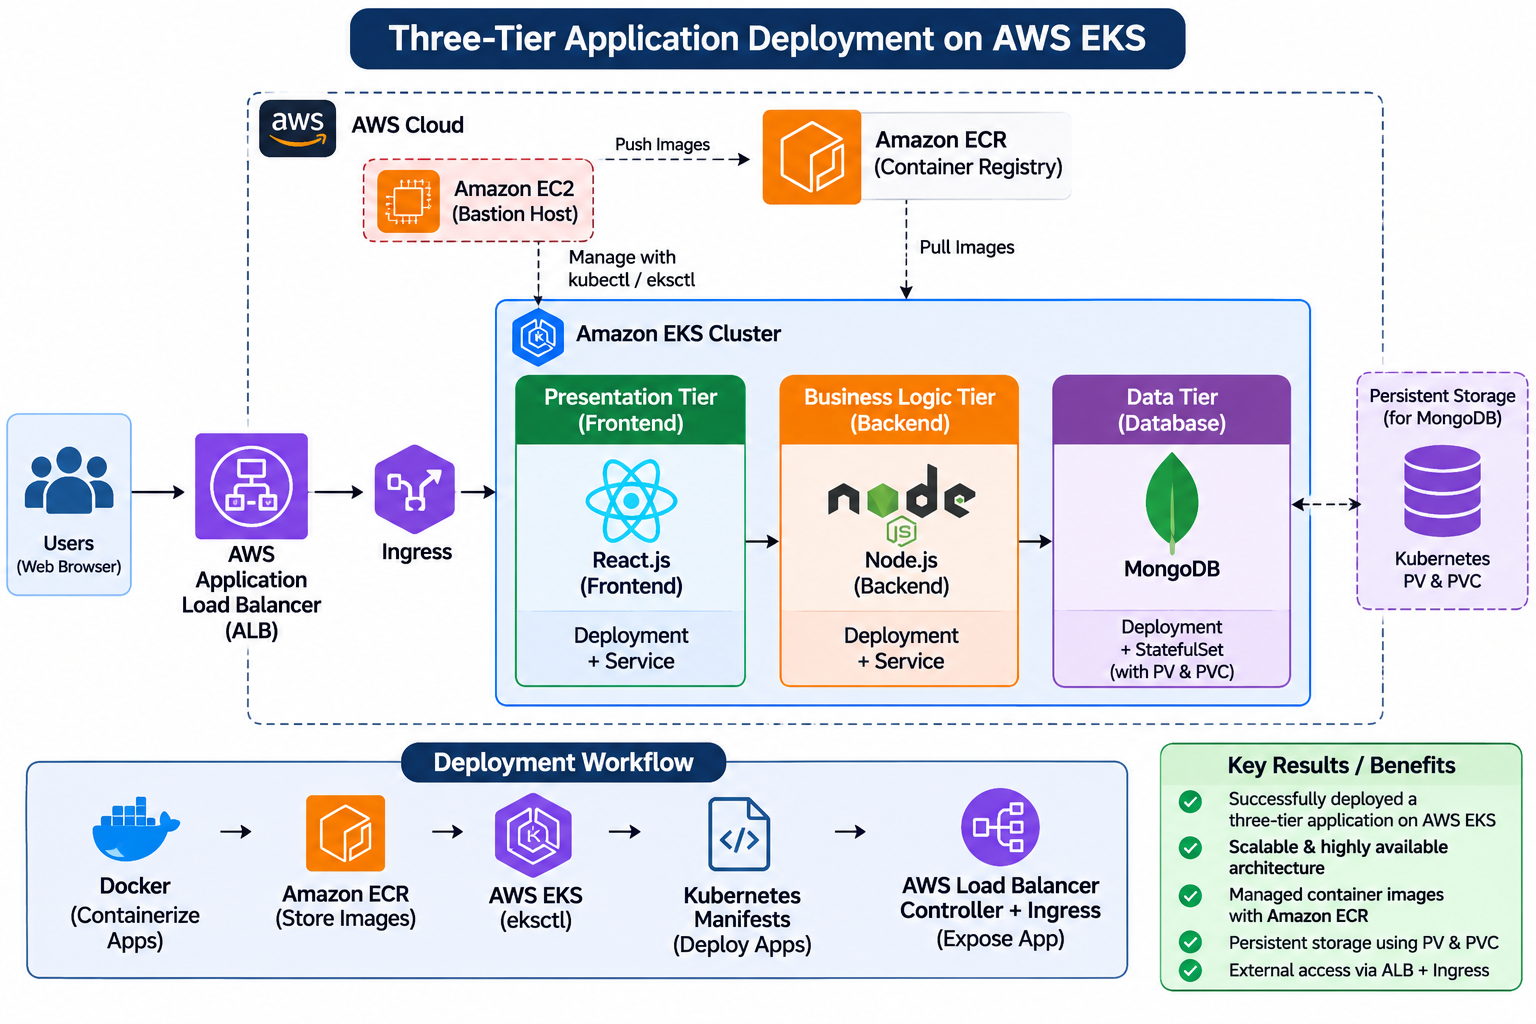 Three-Tier Application Deployment on AWS EKS
aws
AWS Cloud
Amazon EC2
(Bastion Host)
Push Images
Amazon ECR
(Container Registry)
Manage with
kubectl / eksctl
Pull Images
K
Amazon EKS Cluster
Users
(Web Browser)
AWS
Application
Load Balancer
(ALB)
Ingress
Presentation Tier
(Frontend)
React.js
(Frontend)
Deployment
+ Service
Business Logic Tier
(Backend)
node
JS
Node.js
(Backend)
Deployment
+ Service
Data Tier
(Database)
MongoDB
Deployment
+ StatefulSet
(with PV & PVC)
Persistent Storage
(for MongoDB)
Kubernetes
PV & PVC
Deployment Workflow
Docker
(Containerize
Apps)
Amazon ECR
(Store Images)
K
AWS EKS
(eksctl)
</>
Kubernetes
Manifests
(Deploy Apps)
AWS Load Balancer
Controller + Ingress
(Expose App)
Key Results / Benefits
Successfully deployed a
three-tier application on AWS EKS
Scalable & highly available
architecture
Managed container images
with Amazon ECR
Persistent storage using PV & PVC
External access via ALB + Ingress